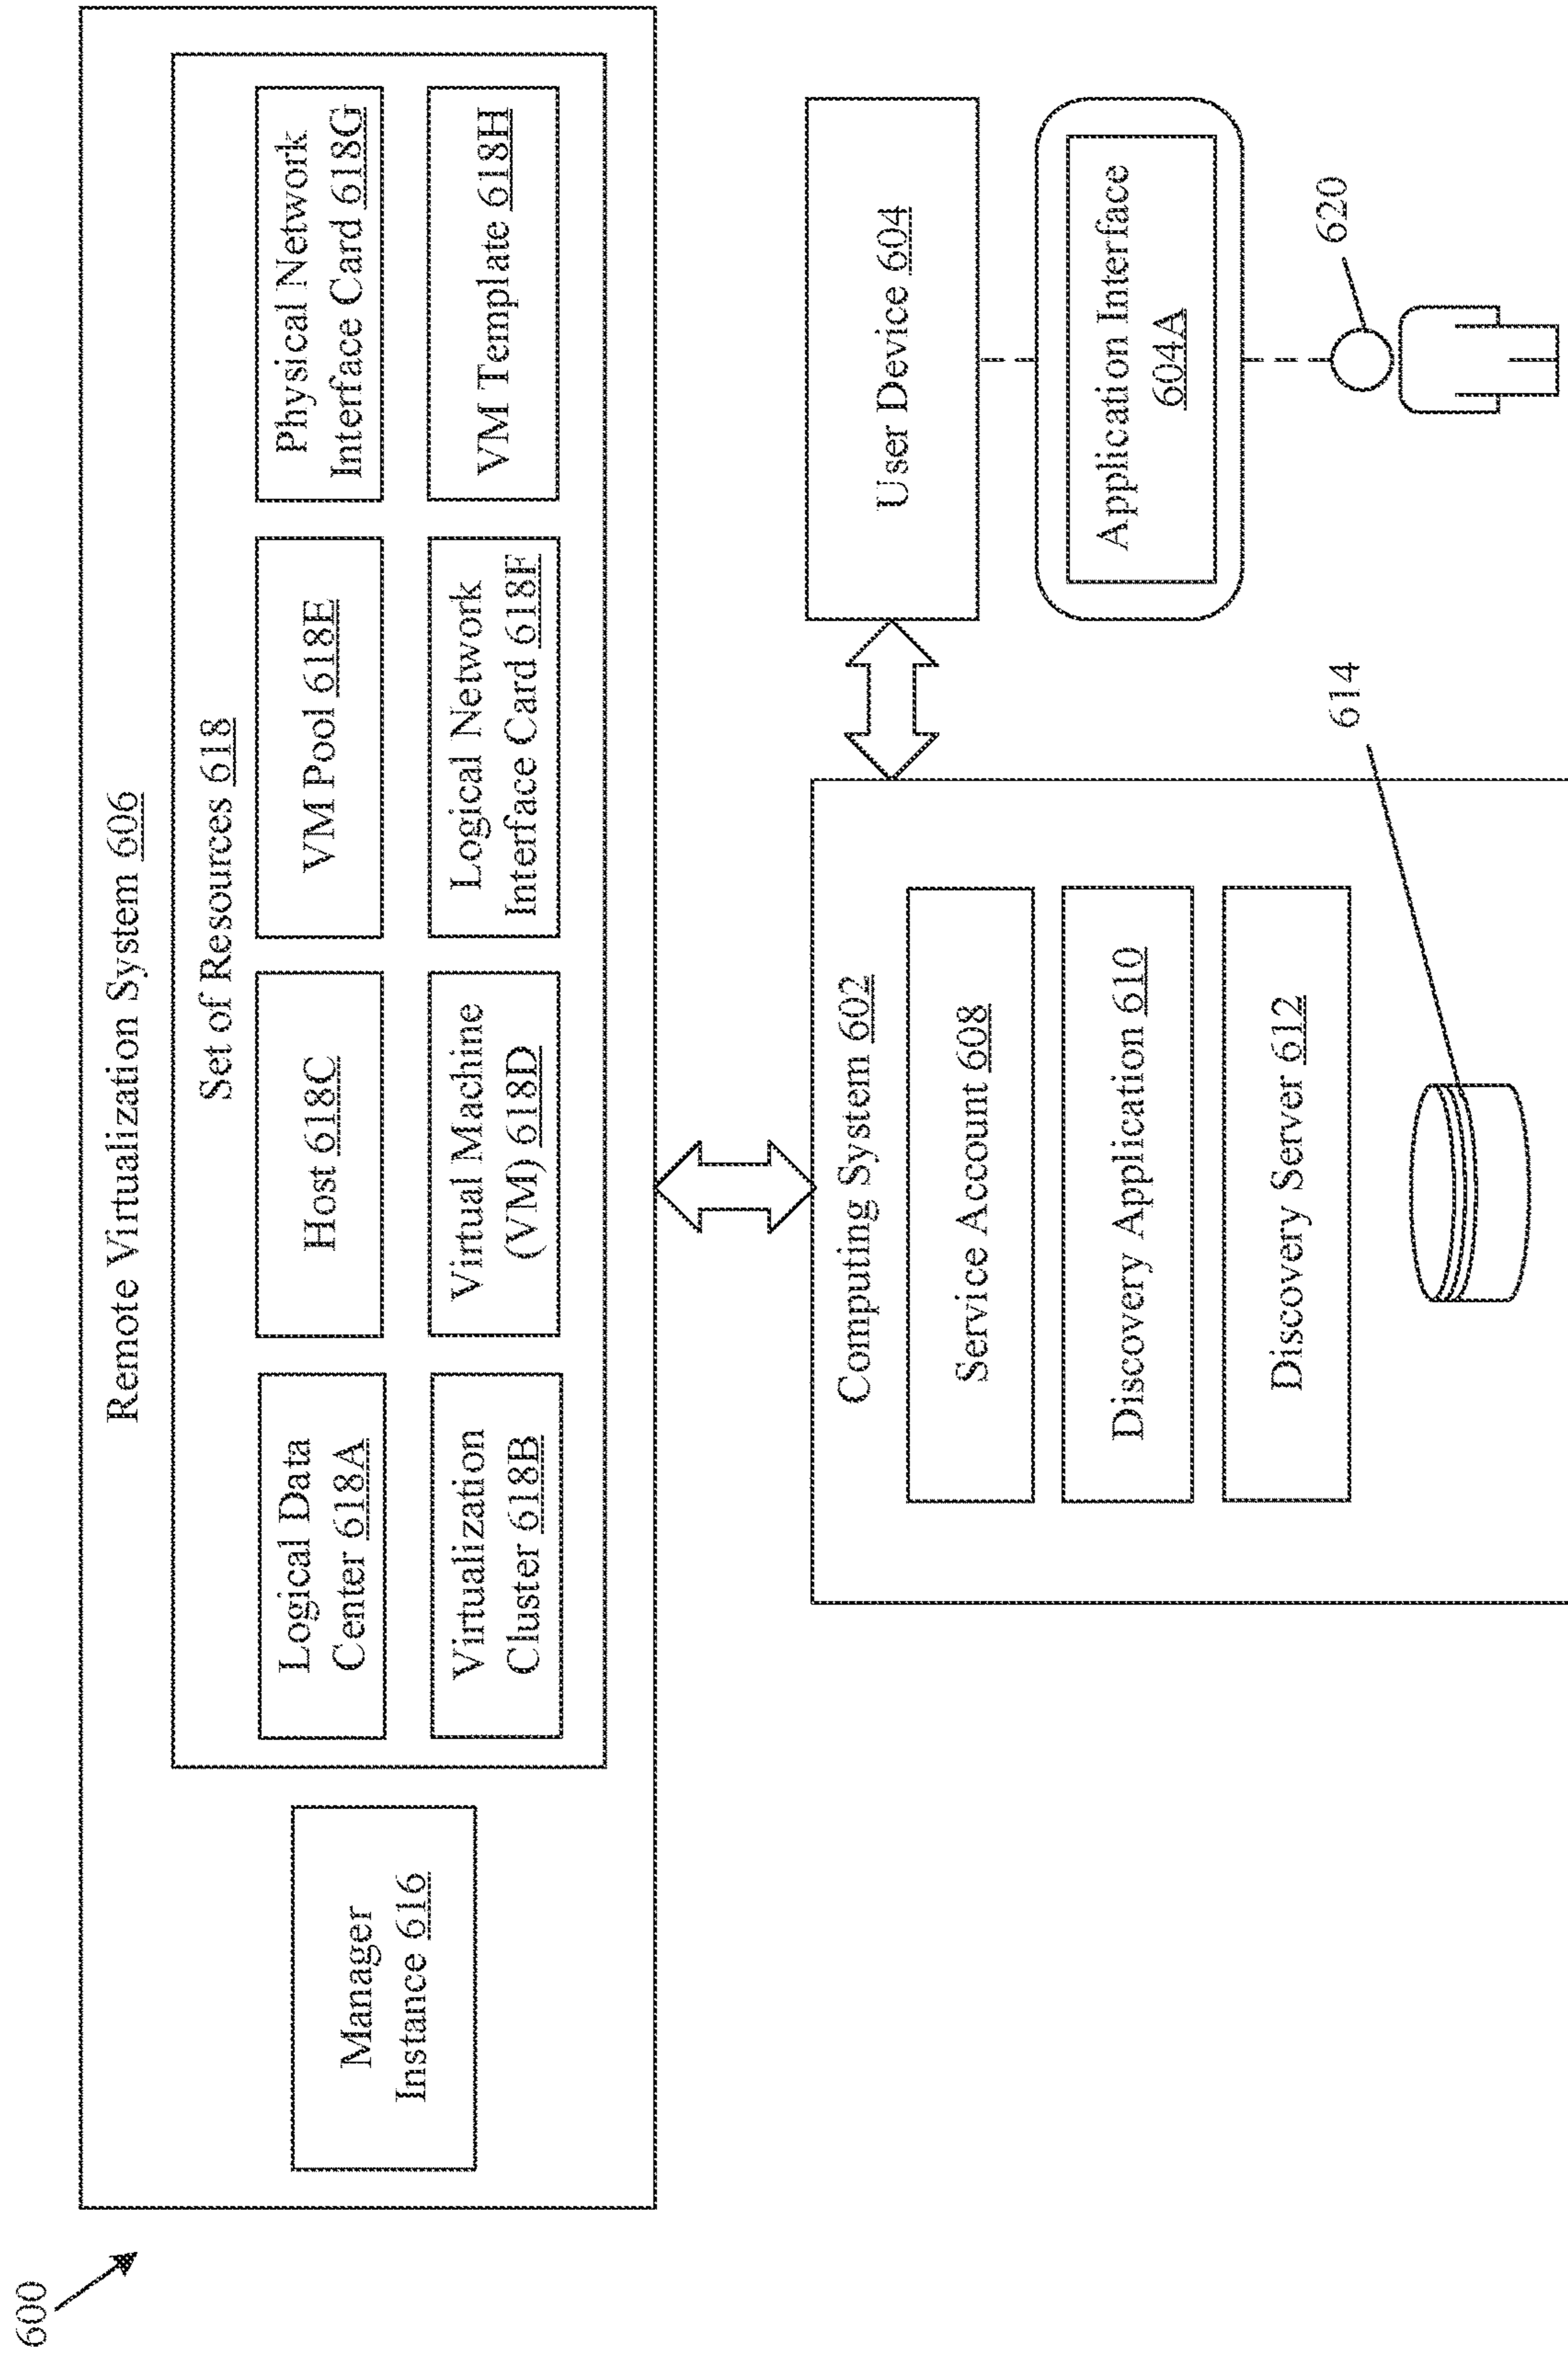 600
Remote Virtualization System 606
Manager
Instance 616
Set of Resources 618
Logical Data
Center 618A
Host 618C
VM Pool 618E
Physical Network
Interface Card 618G
Virtualization
Cluster 618B
Virtual Machine
(VM) 618D
Logical Network
Interface Card 618F
VM Template 618H
Computing System 602
Service Account 608
Discovery Application 610
Discovery Server 612
614
User Device 604
Application Interface
604A
620